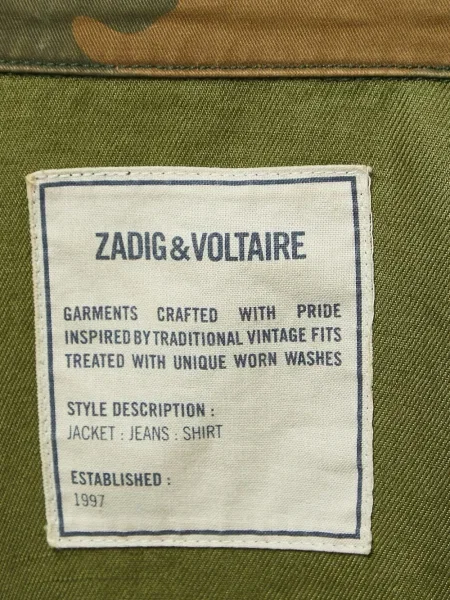 ZADIG&VOLTAIRE
GARMENTS CRAFTED WITH PRIDE
INSPIRED BY TRADITIONAL VINTAGE FITS
TREATED WITH UNIQUE WORN WASHES
STYLE DESCRIPTION :
JACKET : JEANS : SHIRT
ESTABLISHED :
1997